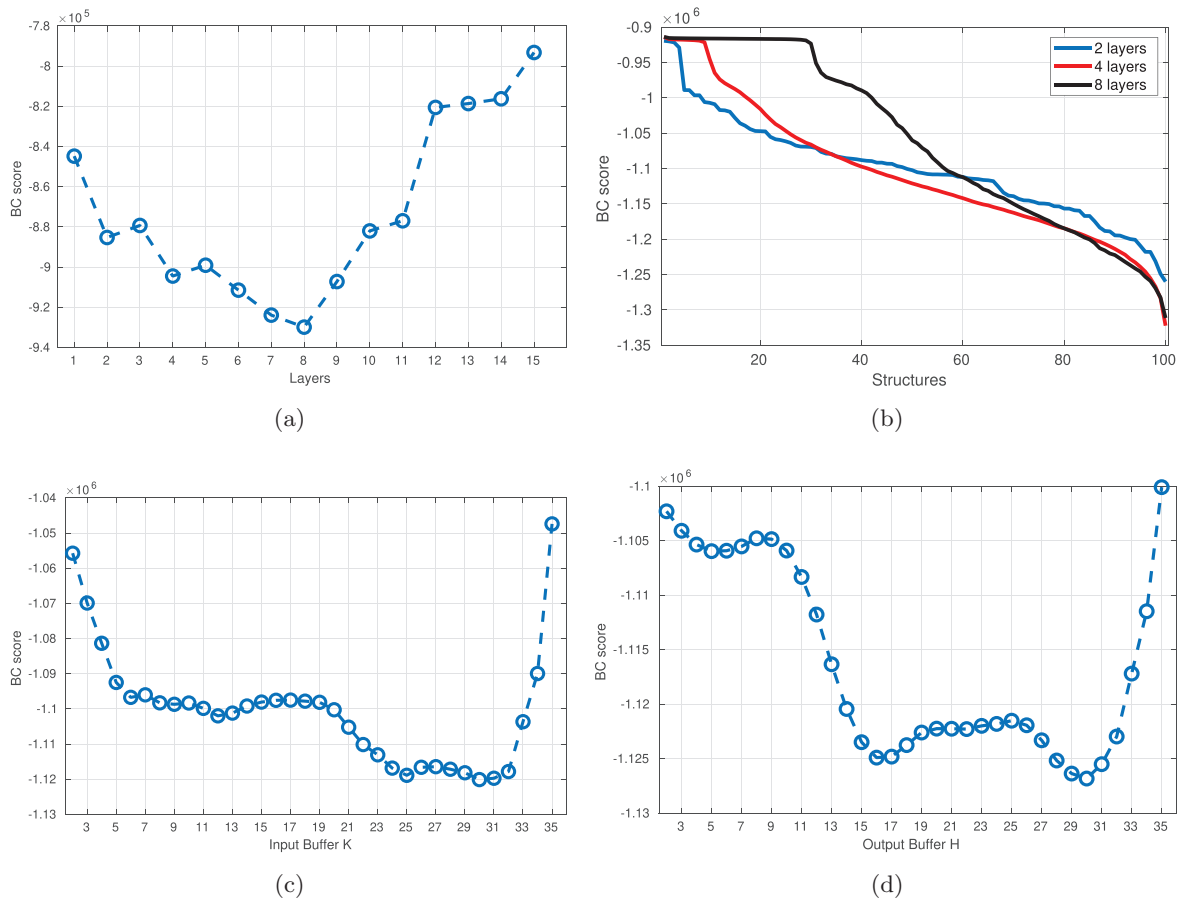 ×10^5
-7.8
-8
-8.2
-8.4
-8.6
-8.8
-9
-9.2
-9.4
BC score
1 2 3 4 5 6 7 8 9 10 11 12 13 14 15
Layers
(a)
×10^6
-0.9
-0.95
-1
-1.05
-1.1
-1.15
-1.2
-1.25
-1.3
-1.35
BC score
2 layers
4 layers
8 layers
20 40 60 80 100
Structures
(b)
×10^6
-1.04
-1.05
-1.06
-1.07
-1.08
-1.09
-1.1
-1.11
-1.12
-1.13
BC score
3 5 7 9 11 13 15 17 19 21 23 25 27 29 31 33 35
Input Buffer K
(c)
×10^6
-1.1
-1.105
-1.11
-1.115
-1.12
-1.125
-1.13
BC score
3 5 7 9 11 13 15 17 19 21 23 25 27 29 31 33 35
Output Buffer H
(d)